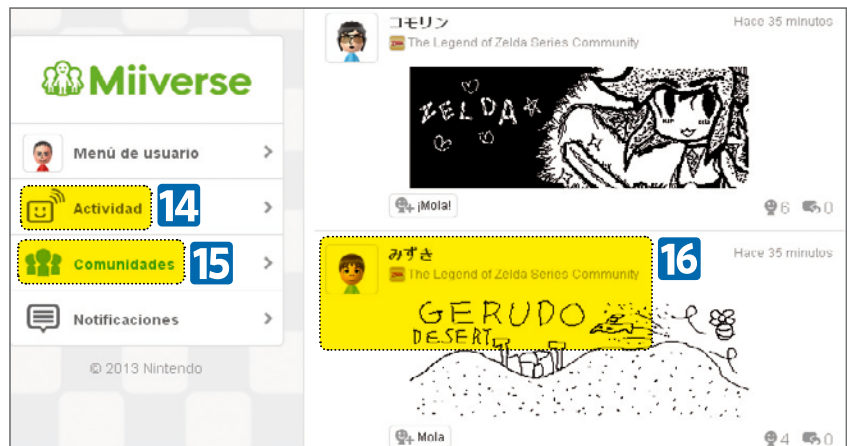 Miiverse
Menú de usuario
Actividad
14
Comunidades
15
Notificaciones
© 2013 Nintendo
コモリン
Hace 35 minutos
The Legend of Zelda Series Community
ZELDA
¡Mola!
6
0
みずき
16
Hace 35 minutos
The Legend of Zelda Series Community
GERUDO
DESERT
Mola
4
0